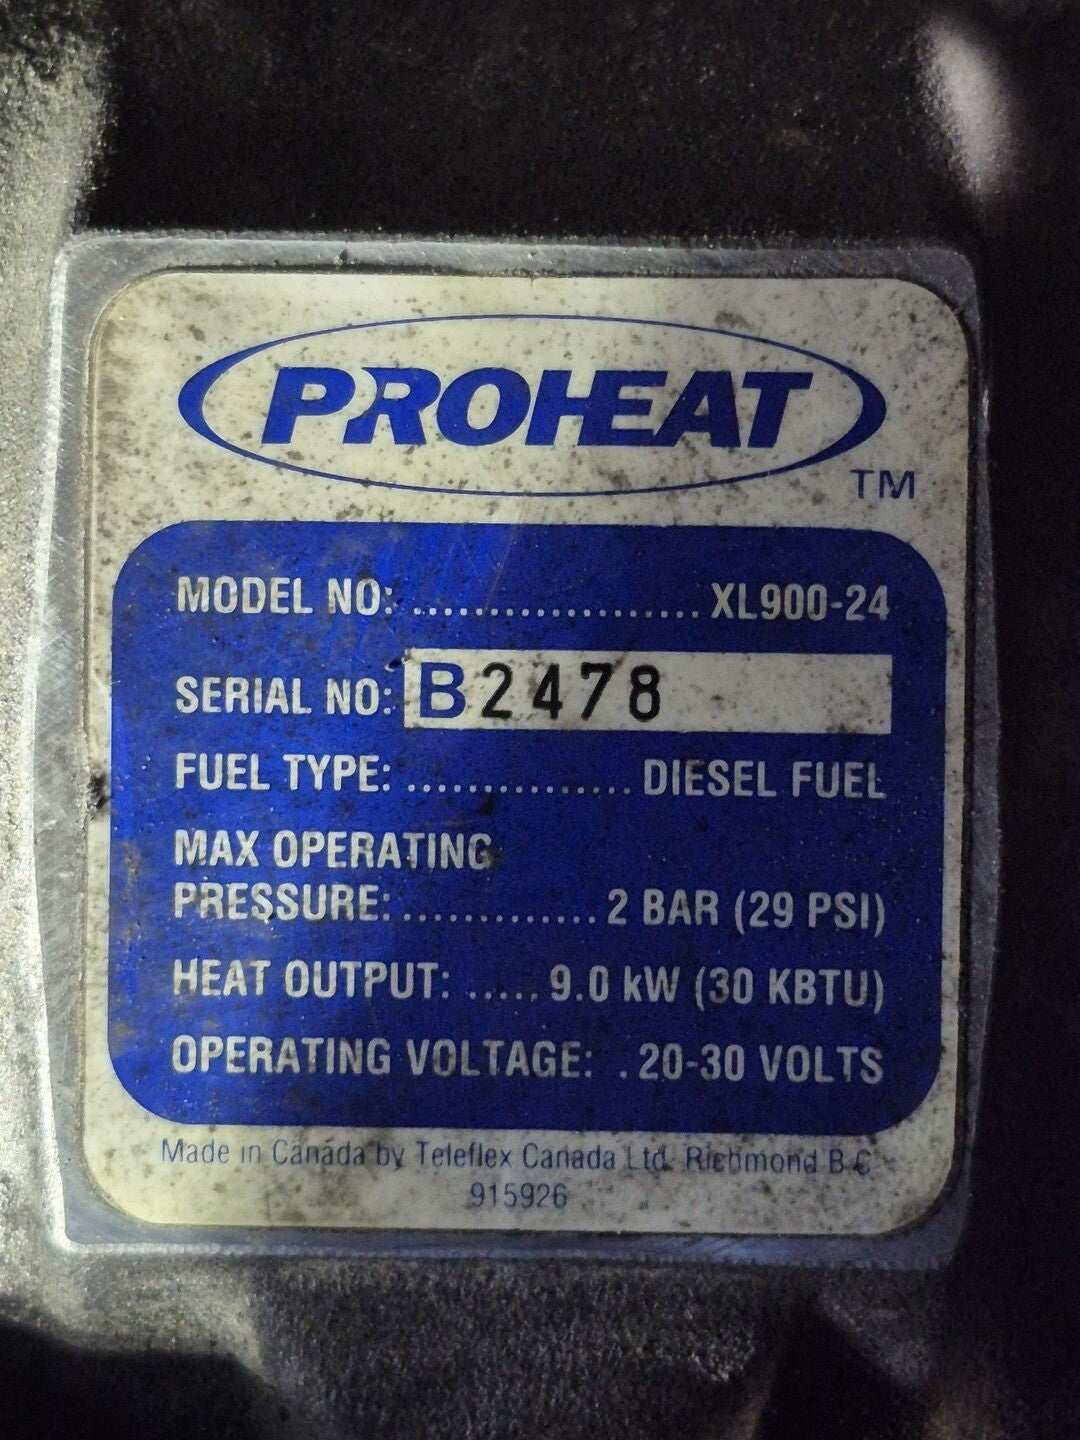 PROHEAT
TM
MODEL NO: ................... XL900-24
SERIAL NO: B2478
FUEL TYPE: ............... DIESEL FUEL
MAX OPERATING
PRESSURE: ............. 2 BAR (29 PSI)
HEAT OUTPUT: ..... 9.0 kW (30 KBTU)
OPERATING VOLTAGE: . 20-30 VOLTS
Made in Canada by Teleflex Canada Ltd. Richmond B.C.
915926